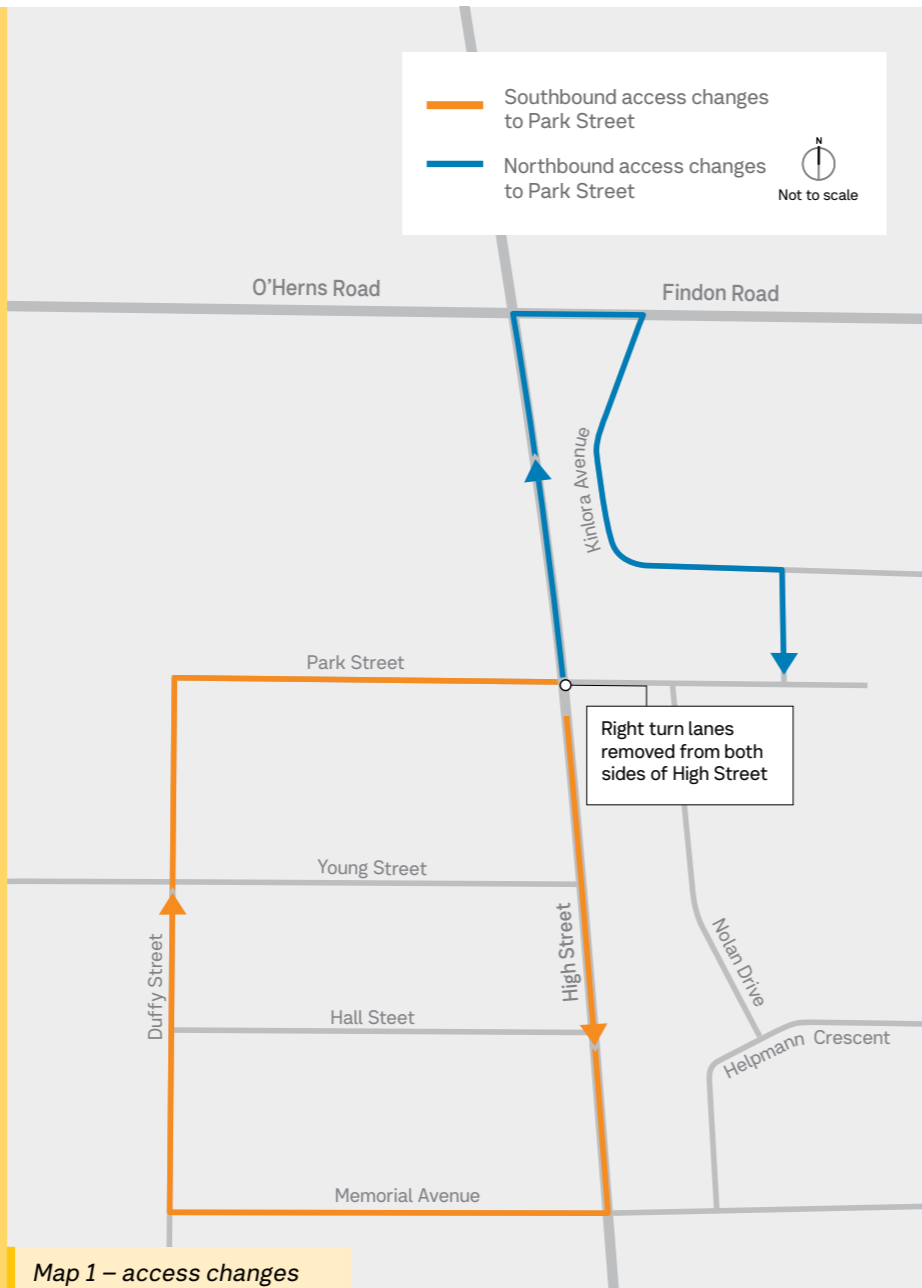 Southbound access changes
to Park Street
Northbound access changes
to Park Street
N
Not to scale
O'Herns Road
Findon Road
Kinlora Avenue
Park Street
Right turn lanes
removed from both
sides of High Street
Young Street
High Street
Nolan Drive
Duffy Street
Hall Steet
Helpmann Crescent
Memorial Avenue
Map 1 – access changes